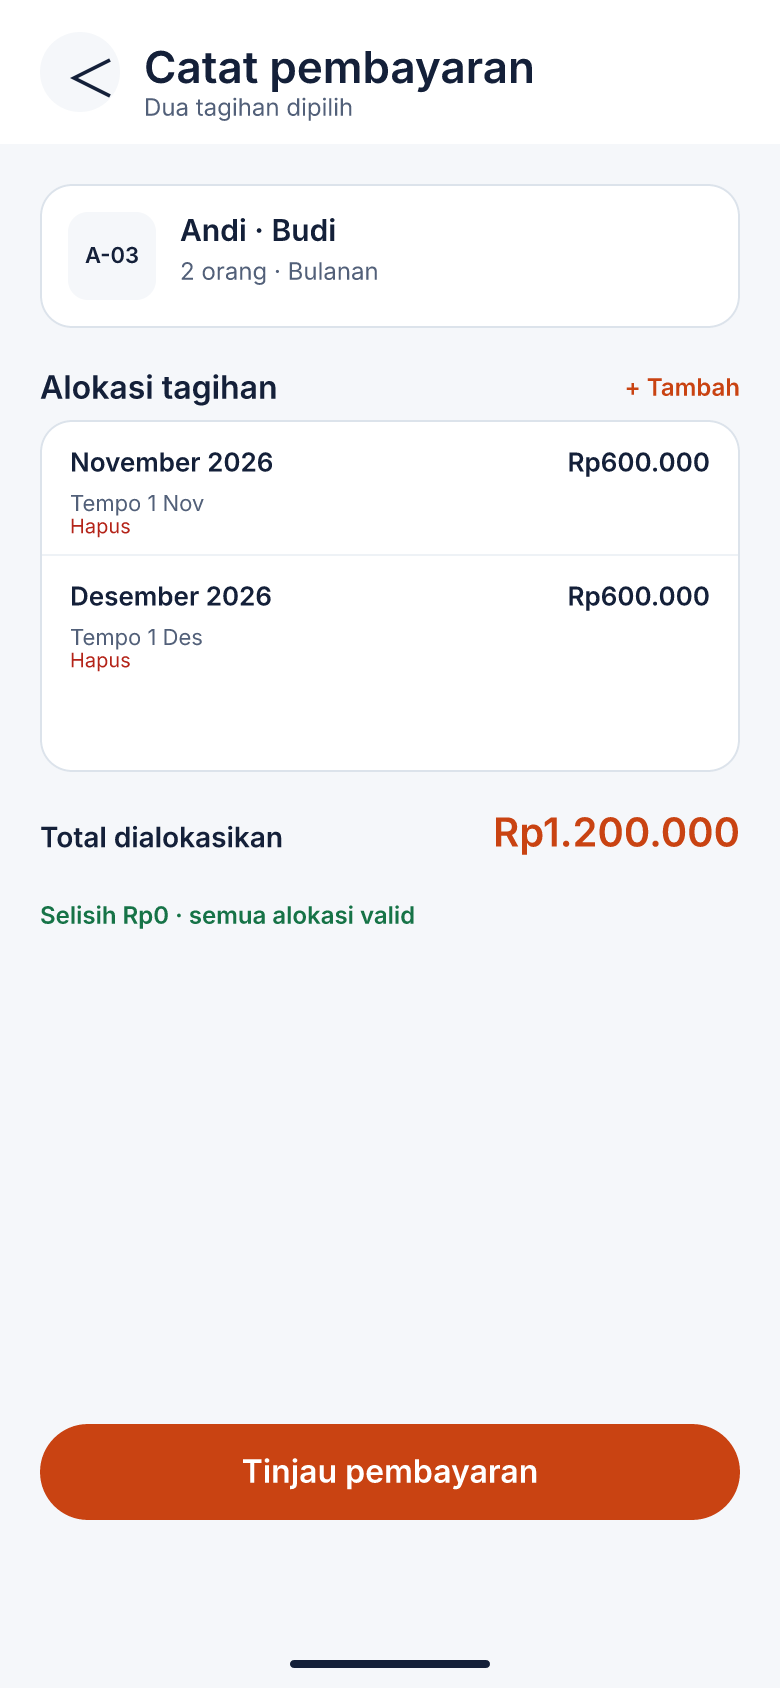 Catat pembayaran
Dua tagihan dipilih
A-03
Andi · Budi
2 orang · Bulanan
Alokasi tagihan
+ Tambah
November 2026
Rp600.000
Tempo 1 Nov
Hapus
Desember 2026
Rp600.000
Tempo 1 Des
Hapus
Total dialokasikan
Rp1.200.000
Selisih Rp0 · semua alokasi valid
Tinjau pembayaran